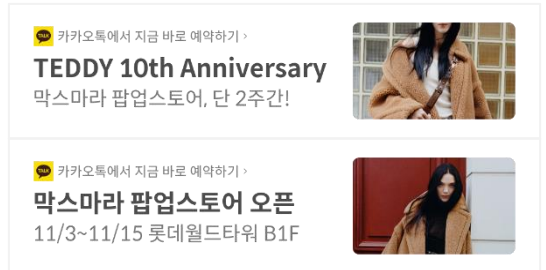 TALK 카카오톡에서 지금 바로 예약하기 ›
TEDDY 10th Anniversary
막스마라 팝업스토어, 단 2주간!
TALK 카카오톡에서 지금 바로 예약하기 ›
막스마라 팝업스토어 오픈
11/3~11/15 롯데월드타워 B1F